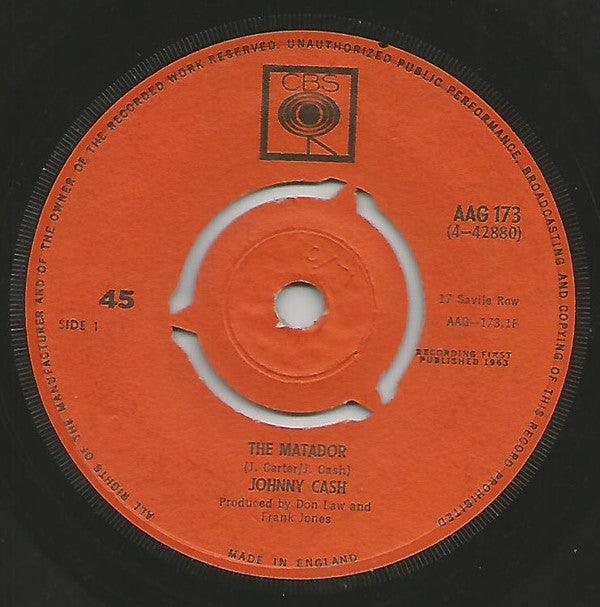 ALL RIGHTS OF THE MANUFACTURER AND OF THE OWNER OF THE RECORDED WORK RESERVED. UNAUTHORIZED PUBLIC PERFORMANCE, BROADCASTING AND COPYING OF THIS RECORD PROHIBITED
CBS
AAG 173
(4-42880)
45
SIDE 1
17 Savile Row
AAG-173.1F
RECORDING FIRST
PUBLISHED 1963
THE MATADOR
(J. Carter/J. Cash)
JOHNNY CASH
Produced by Don Law and
Frank Jones
MADE IN ENGLAND